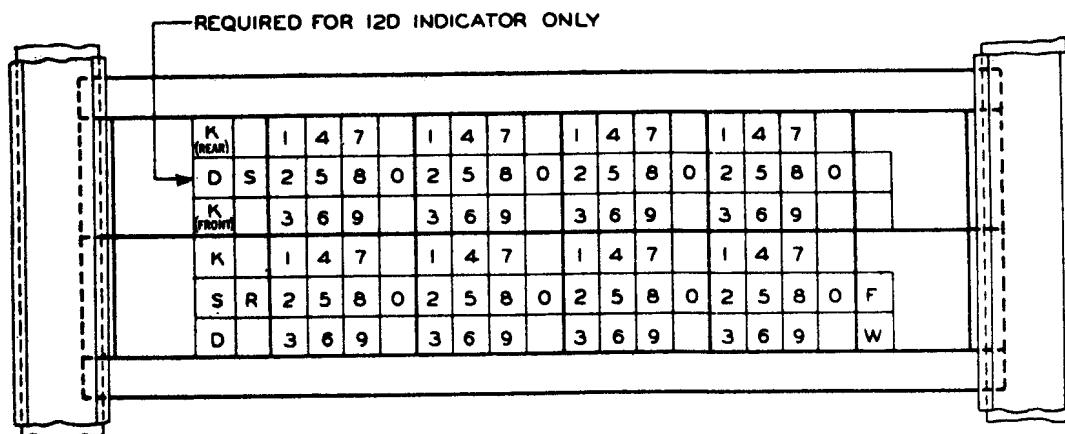 REQUIRED FOR 12D INDICATOR ONLY
K 1 4 7 1 4 7 1 4 7 1 4 7
(REAR)
D S 2 5 8 0 2 5 8 0 2 5 8 0 2 5 8 0
K 3 6 9 3 6 9 3 6 9 3 6 9
(FRONT)
K 1 4 7 1 4 7 1 4 7 1 4 7
S R 2 5 8 0 2 5 8 0 2 5 8 0 2 5 8 0 F
D 3 6 9 3 6 9 3 6 9 3 6 9 W